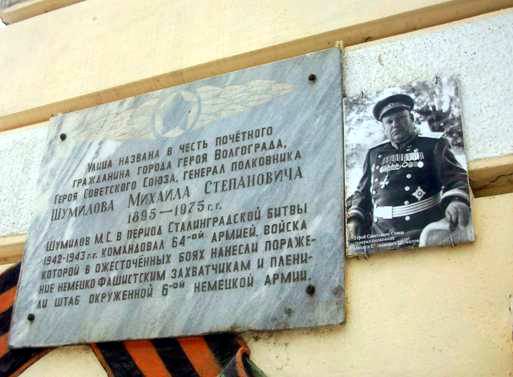 УЛИЦА НАЗВАНА В ЧЕСТЬ ПОЧЁТНОГО
ГРАЖДАНИНА ГОРОДА ГЕРОЯ ВОЛГОГРАДА,
ГЕРОЯ СОВЕТСКОГО СОЮЗА, ГЕНЕРАЛ ПОЛКОВНИКА
ШУМИЛОВА МИХАИЛА СТЕПАНОВИЧА
1895-1975 г.г.
ШУМИЛОВ М.С. В ПЕРИОД СТАЛИНГРАДСКОЙ БИТВЫ
1942-1943 г.г. КОМАНДОВАЛ 64-ОЙ АРМИЕЙ, ВОЙСКА
КОТОРОЙ В ОЖЕСТОЧЁННЫХ БОЯХ НАНЕСЛИ ПОРАЖЕ-
НИЕ НЕМЕЦКО ФАШИСТСКИМ ЗАХВАТЧИКАМ И ПЛЕНИ-
ЛИ ШТАБ ОКРУЖЕННОЙ 6-ОЙ НЕМЕЦКОЙ АРМИИ.